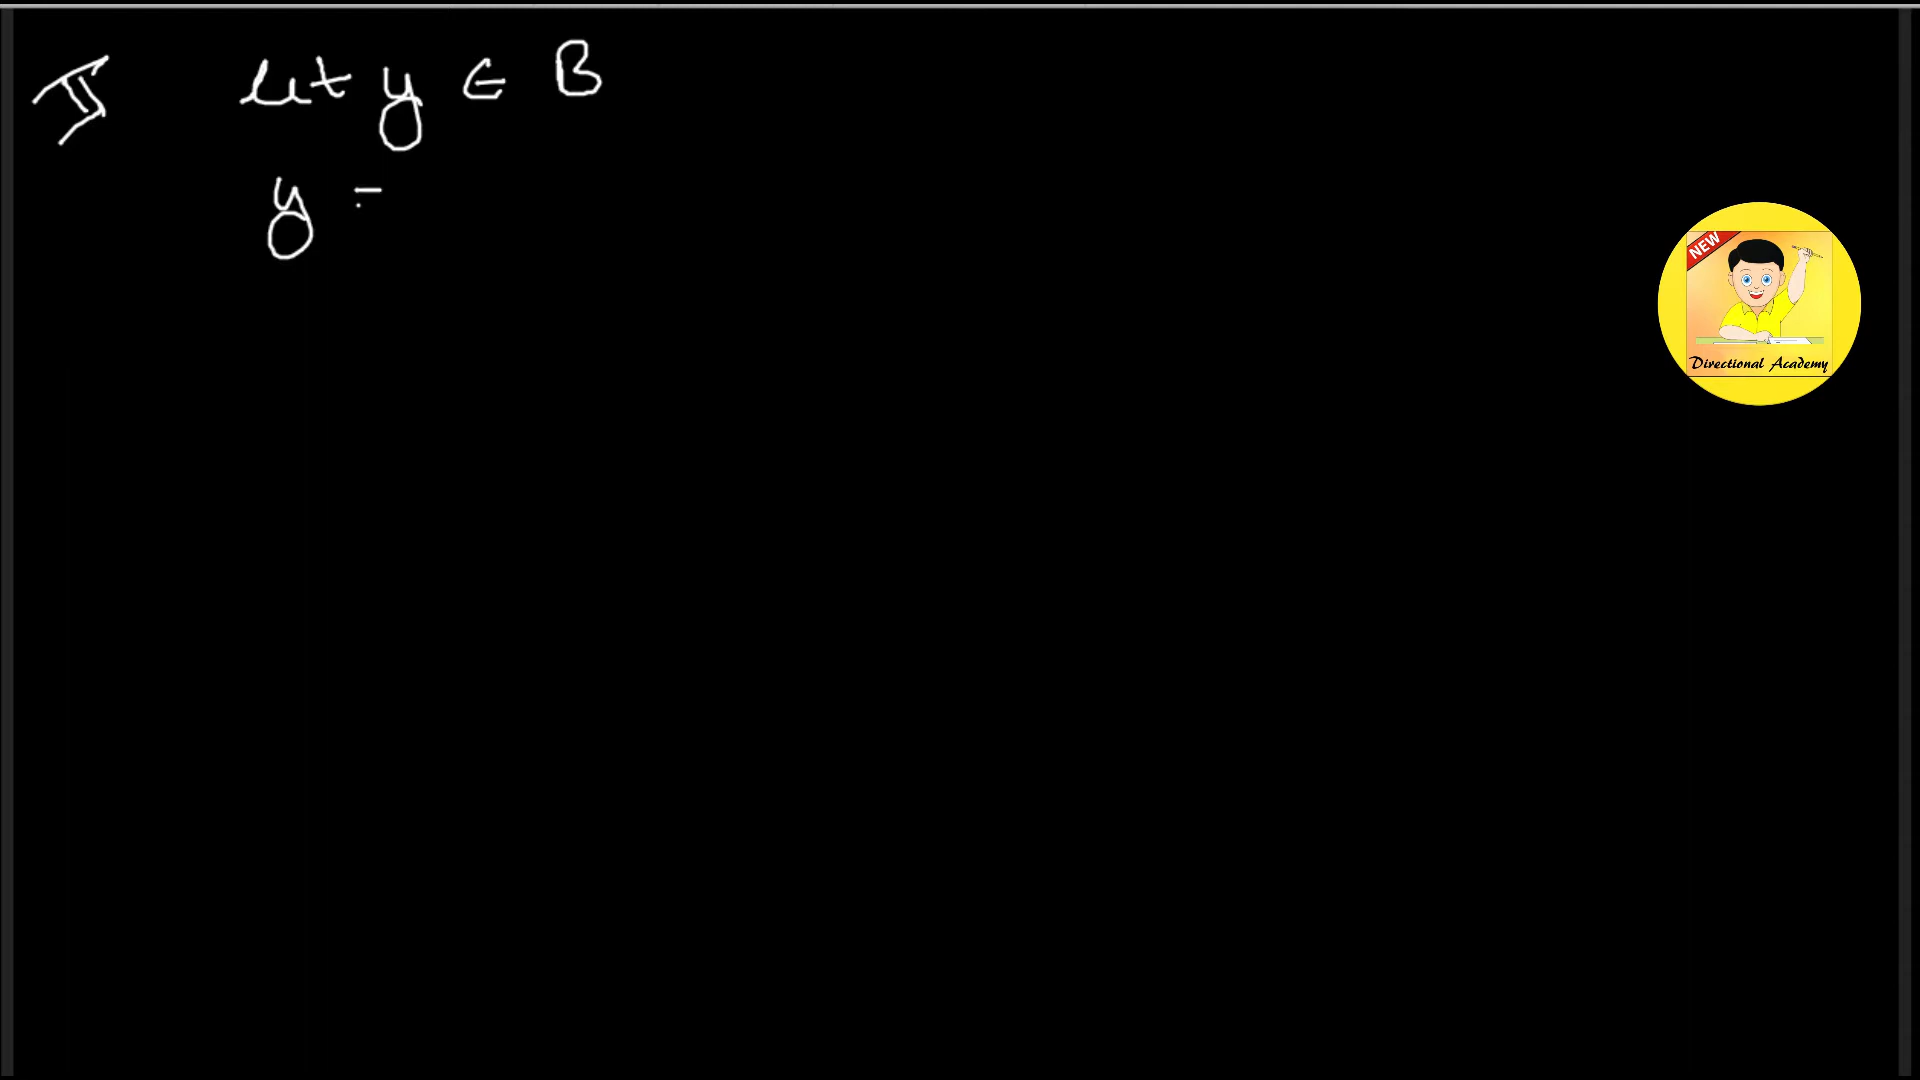 II let y ∈ B
y =
NEW
Directional Academy